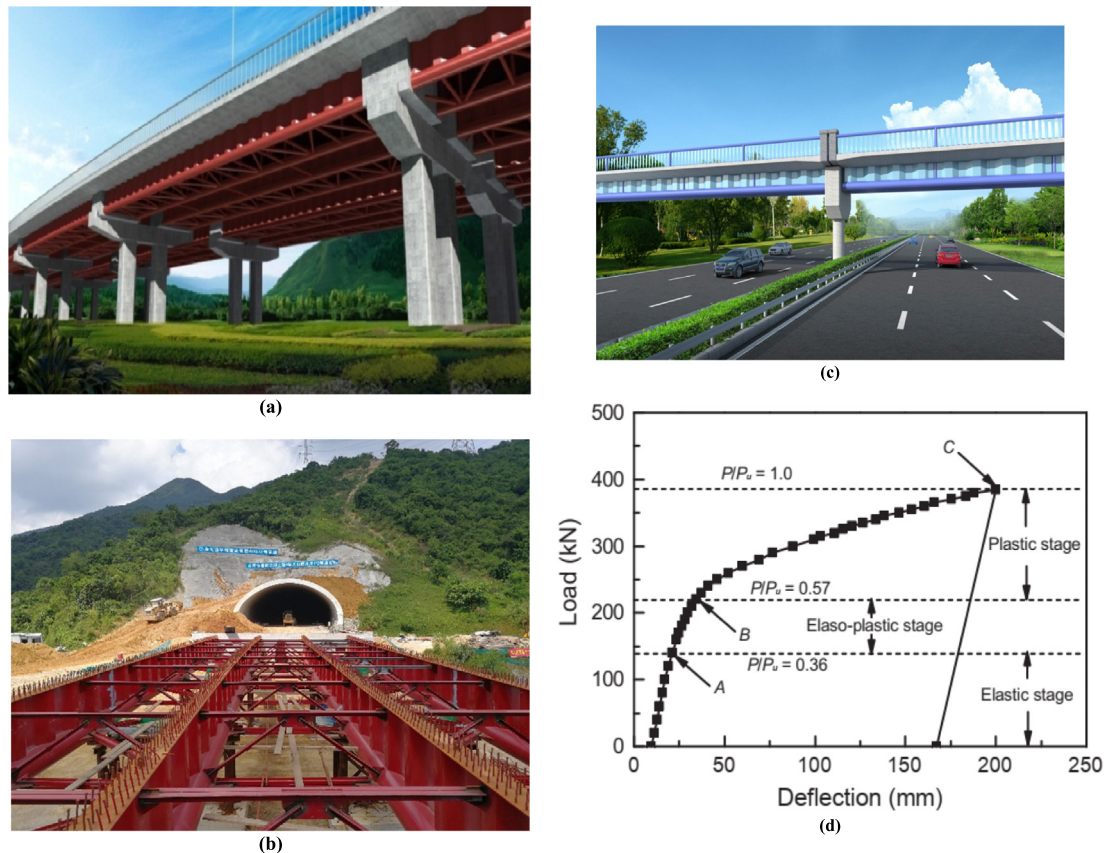 (a)
(c)
(b)
500
400
300
200
100
0
Load (kN)
P/Pu = 1.0
C
Plastic stage
P/Pu = 0.57
B
Elaso-plastic stage
P/Pu = 0.36
A
Elastic stage
0 50 100 150 200 250
Deflection (mm)
(d)